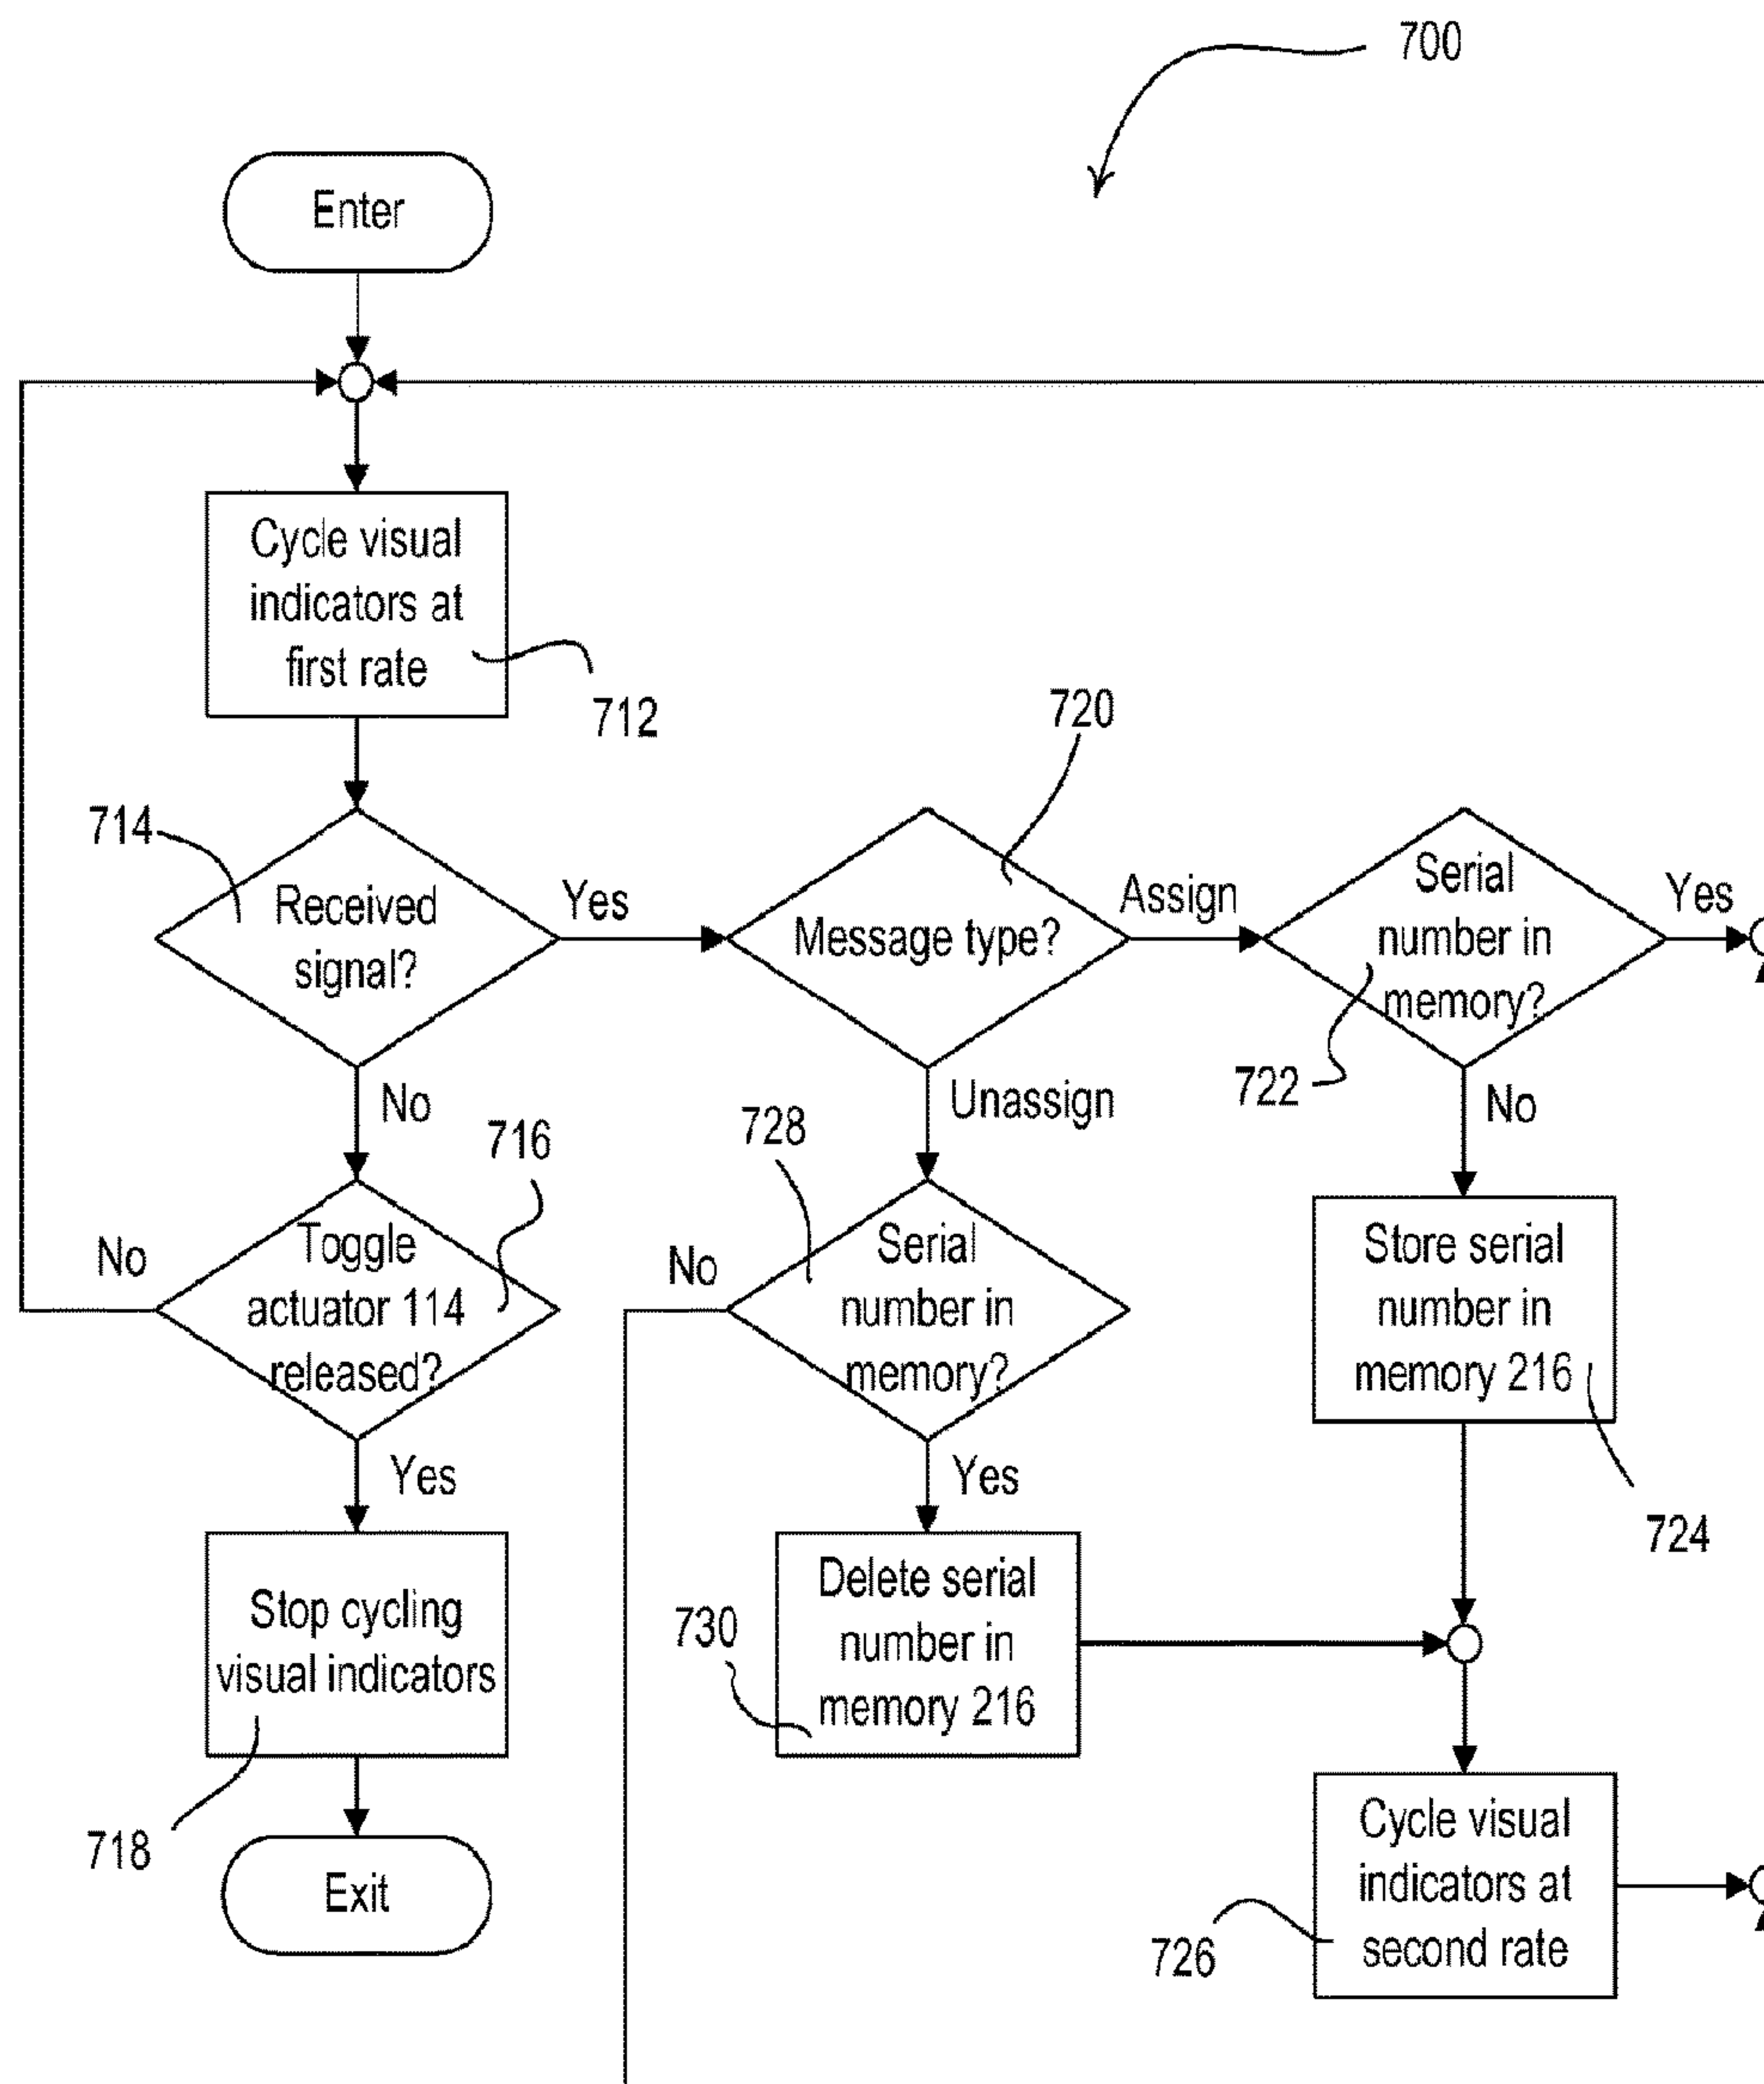 700
Enter
Cycle visual
indicators at
first rate
712
714
Received
signal?
Yes
No
720
Message type?
Assign
Unassign
Serial
number in
memory?
722
Yes
No
716
Toggle
actuator 114
released?
No
Yes
728
Serial
number in
memory?
No
Yes
Store serial
number in
memory 216
724
Stop cycling
visual indicators
718
Delete serial
number in
memory 216
730
Cycle visual
indicators at
second rate
726
Exit